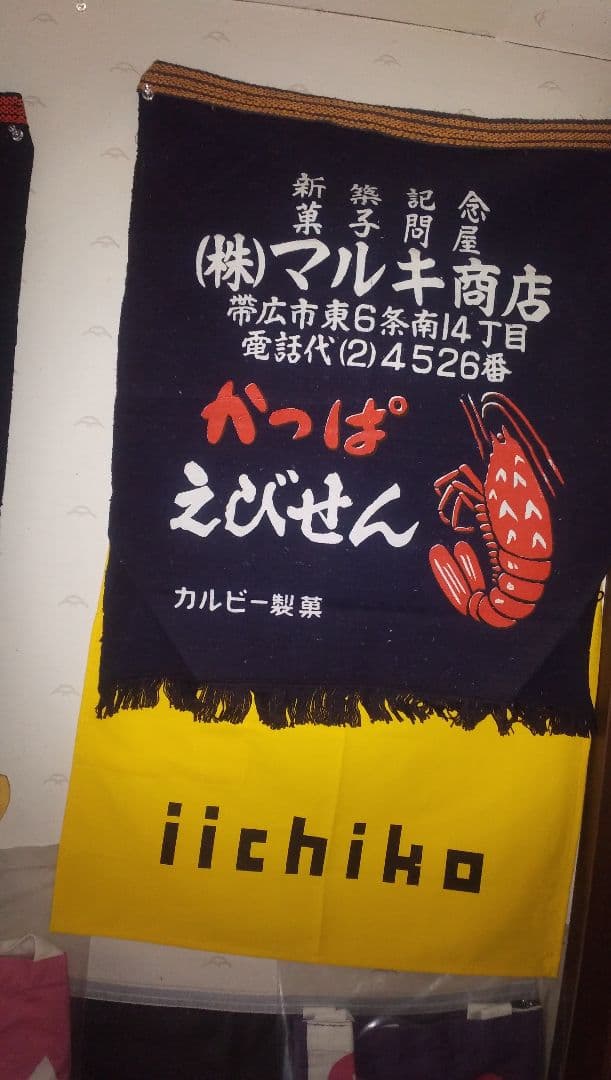 新築記念
菓子問屋
(株)マルキ商店
帯広市東6条南14丁目
電話代(2)4526番
かっぱ
えびせん
カルビー製菓
iichiko